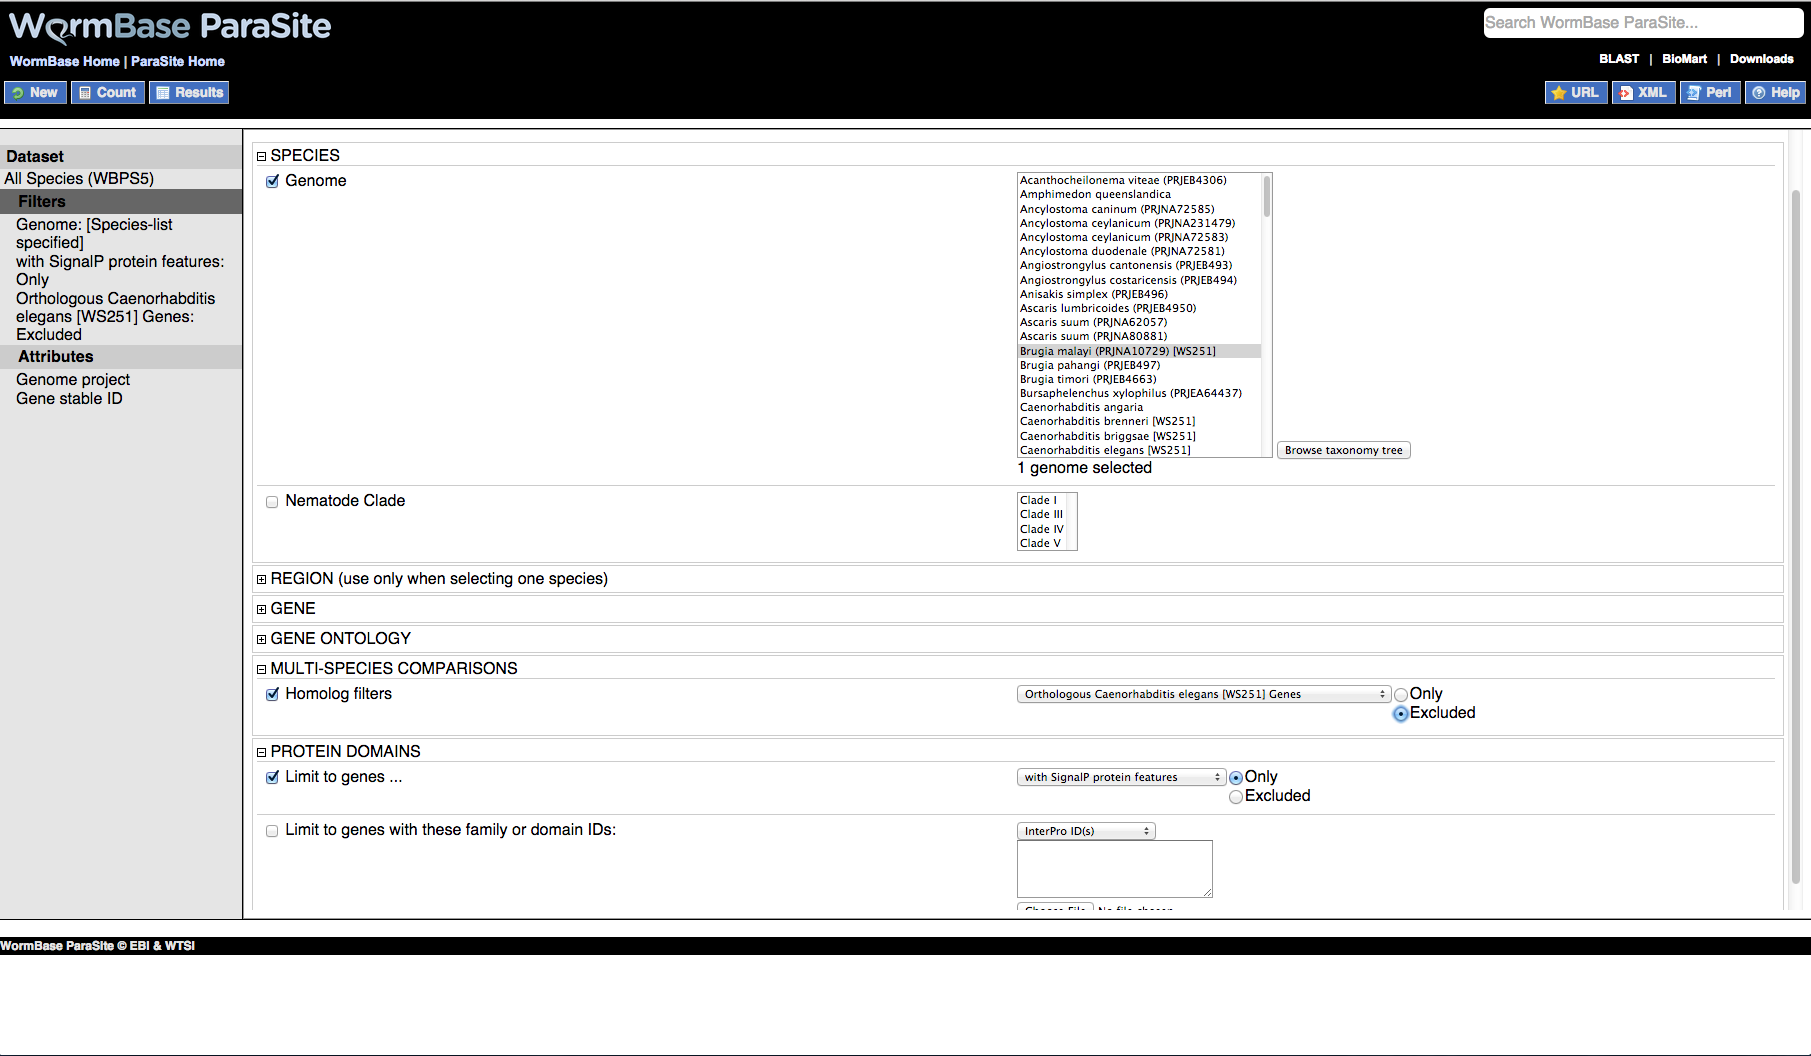 WormBase ParaSite
Search WormBase ParaSite...
WormBase Home | ParaSite Home
BLAST | BioMart | Downloads
New Count Results
URL XML Perl Help
Dataset
All Species (WBPS5)
Filters
Genome: [Species-list
specified]
with SignalP protein features:
Only
Orthologous Caenorhabditis
elegans [WS251] Genes:
Excluded
Attributes
Genome project
Gene stable ID
SPECIES
Genome
Acanthocheilonema viteae (PRJEB4306)
Amphimedon queenslandica
Ancylostoma caninum (PRJNA72585)
Ancylostoma ceylanicum (PRJNA231479)
Ancylostoma ceylanicum (PRJNA72583)
Ancylostoma duodenale (PRJNA72581)
Angiostrongylus cantonensis (PRJEB493)
Angiostrongylus costaricensis (PRJEB494)
Anisakis simplex (PRJEB496)
Ascaris lumbricoides (PRJEB4950)
Ascaris suum (PRJNA62057)
Ascaris suum (PRJNA80881)
Brugia malayi (PRJNA10729) [WS251]
Brugia pahangi (PRJEB497)
Brugia timori (PRJEB4663)
Bursaphelenchus xylophilus (PRJEA64437)
Caenorhabditis angaria
Caenorhabditis brenneri [WS251]
Caenorhabditis briggsae [WS251]
Caenorhabditis elegans [WS251]
Browse taxonomy tree
1 genome selected
Nematode Clade
Clade I
Clade III
Clade IV
Clade V
REGION (use only when selecting one species)
GENE
GENE ONTOLOGY
MULTI-SPECIES COMPARISONS
Homolog filters
Orthologous Caenorhabditis elegans [WS251] Genes
Only
Excluded
PROTEIN DOMAINS
Limit to genes ...
with SignalP protein features
Only
Excluded
Limit to genes with these family or domain IDs:
InterPro ID(s)
Choose File No file chosen
WormBase ParaSite © EBI & WTSI